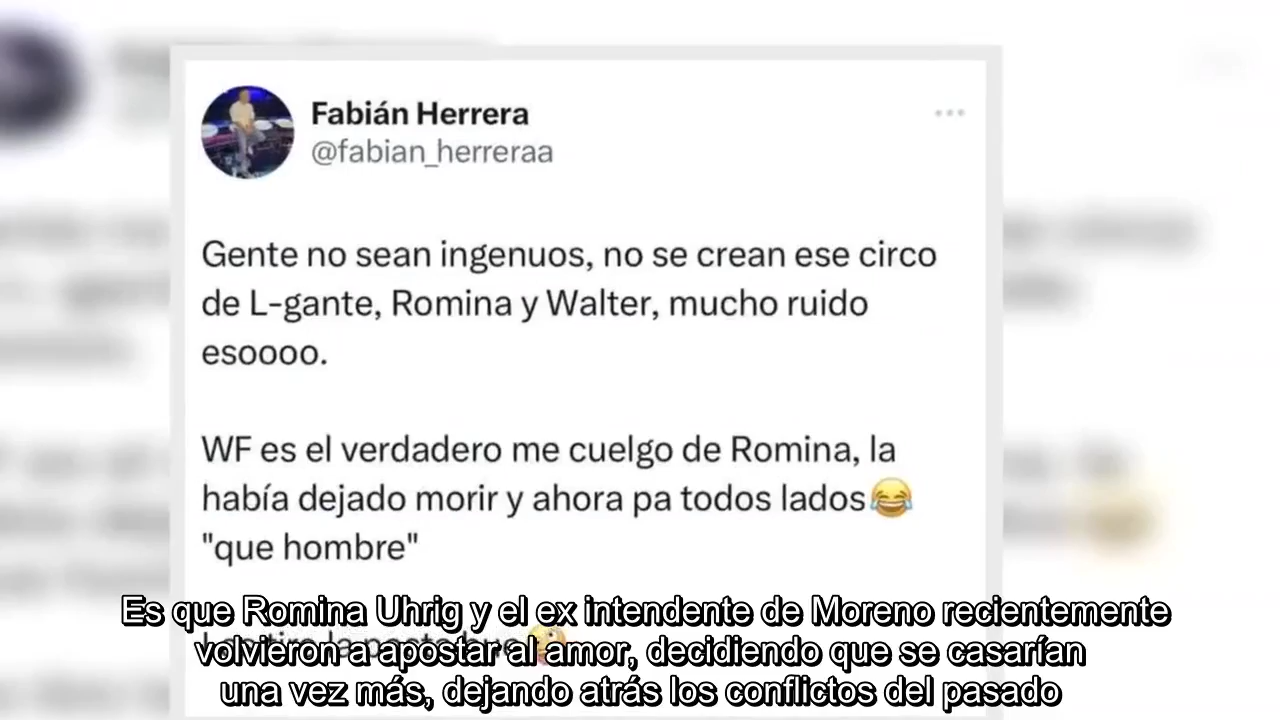 Fabián Herrera
@fabian_herreraa
Gente no sean ingenuos, no se crean ese circo
de L-gante, Romina y Walter, mucho ruido
esoooo.
WF es el verdadero me cuelgo de Romina, la
había dejado morir y ahora pa todos lados😂
"que hombre"
Es que Romina Uhrig y el ex intendente de Moreno recientemente
volvieron a apostar al amor, decidiendo que se casarían
una vez más, dejando atrás los conflictos del pasado